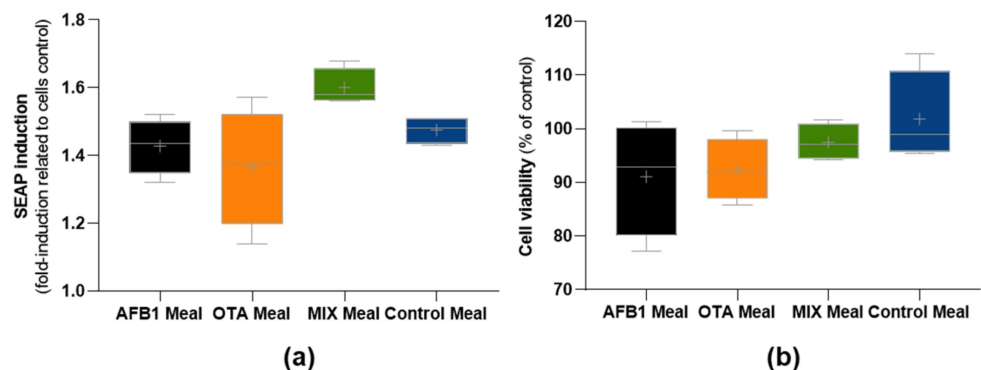 SEAP induction
(fold-induction related to cells control)
1.8
1.6
1.4
1.2
1.0
AFB1 Meal OTA Meal MIX Meal Control Meal
(a)
Cell viability (% of control)
120
110
100
90
80
70
AFB1 Meal OTA Meal MIX Meal Control Meal
(b)